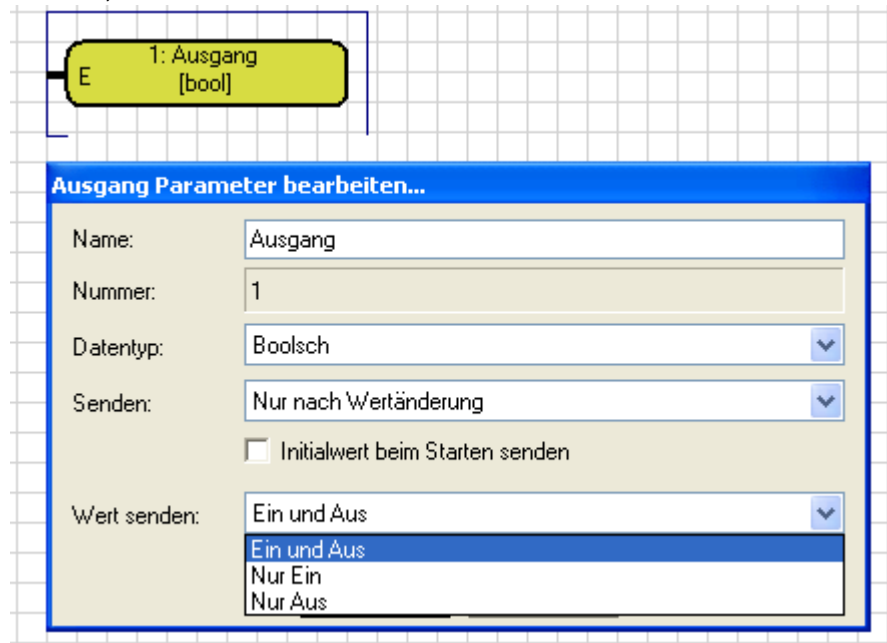 1: Ausgang
E [bool]
Ausgang Parameter bearbeiten...
Name: Ausgang
Nummer: 1
Datentyp: Boolsch
Senden: Nur nach Wertänderung
Initialwert beim Starten senden
Wert senden: Ein und Aus
Ein und Aus
Nur Ein
Nur Aus